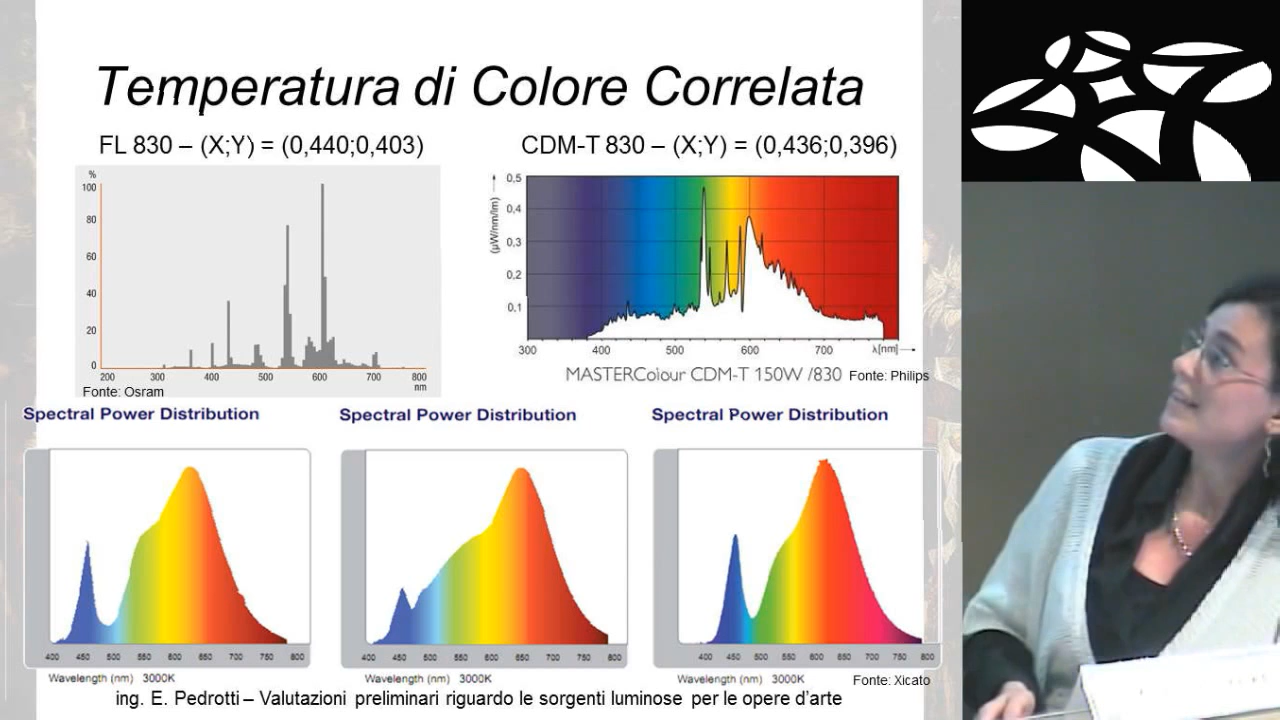 Temperatura di Colore Correlata
FL 830 – (X;Y) = (0,440;0,403)
CDM-T 830 – (X;Y) = (0,436;0,396)
%
100
80
60
40
20
0
200 300 400 500 600 700 800
nm
Fonte: Osram
(µW/nm/lm)
0,5
0,4
0,3
0,2
0,1
300 400 500 600 700 λ[nm]
MASTERColour CDM-T 150W /830
Fonte: Philips
Spectral Power Distribution
400 450 500 550 600 650 700 750 800
Wavelength (nm) 3000K
Spectral Power Distribution
400 450 500 550 600 650 700 750 800
Wavelength (nm) 3000K
Spectral Power Distribution
400 450 500 550 600 650 700 750 800
Wavelength (nm) 3000K
Fonte: Xicato
ing. E. Pedrotti – Valutazioni preliminari riguardo le sorgenti luminose per le opere d'arte